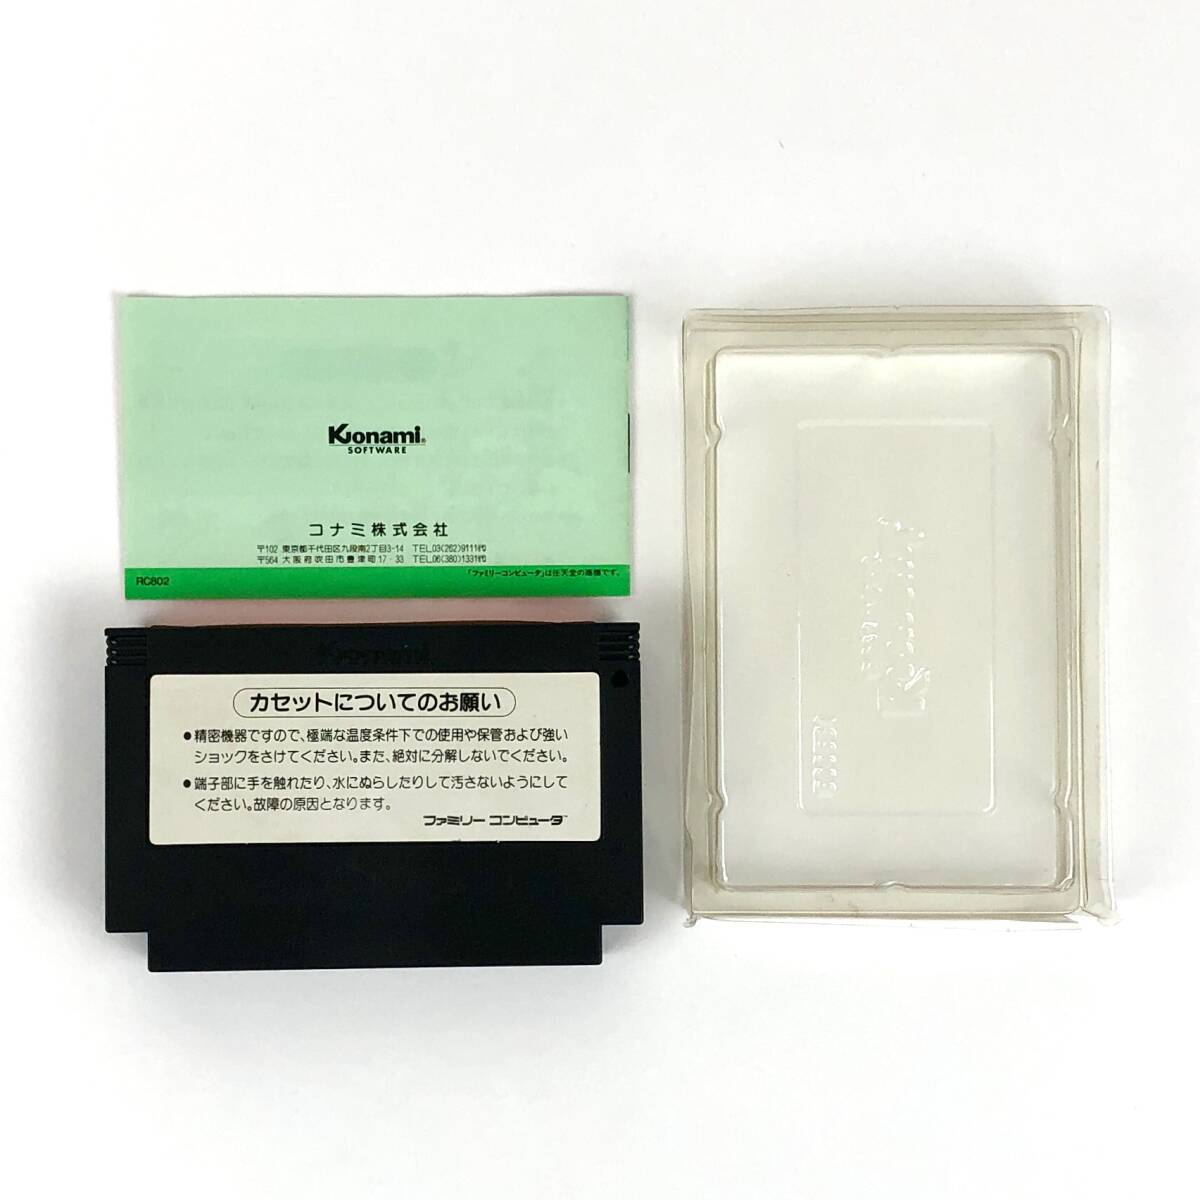 Konami®
SOFTWARE
コナミ株式会社
〒102 東京都千代田区九段南2丁目3-14 TEL03(262)9111㈹
〒564 大阪府吹田市豊津町17・33 TEL06(380)1331㈹
RC802
「ファミリーコンピュータ」は任天堂の商標です。
Konami
カセットについてのお願い
●精密機器ですので、極端な温度条件下での使用や保管および強い
ショックをさけてください。また、絶対に分解しないでください。
●端子部に手を触れたり、水にぬらしたりして汚さないようにして
ください。故障の原因となります。
ファミリー コンピュータ™